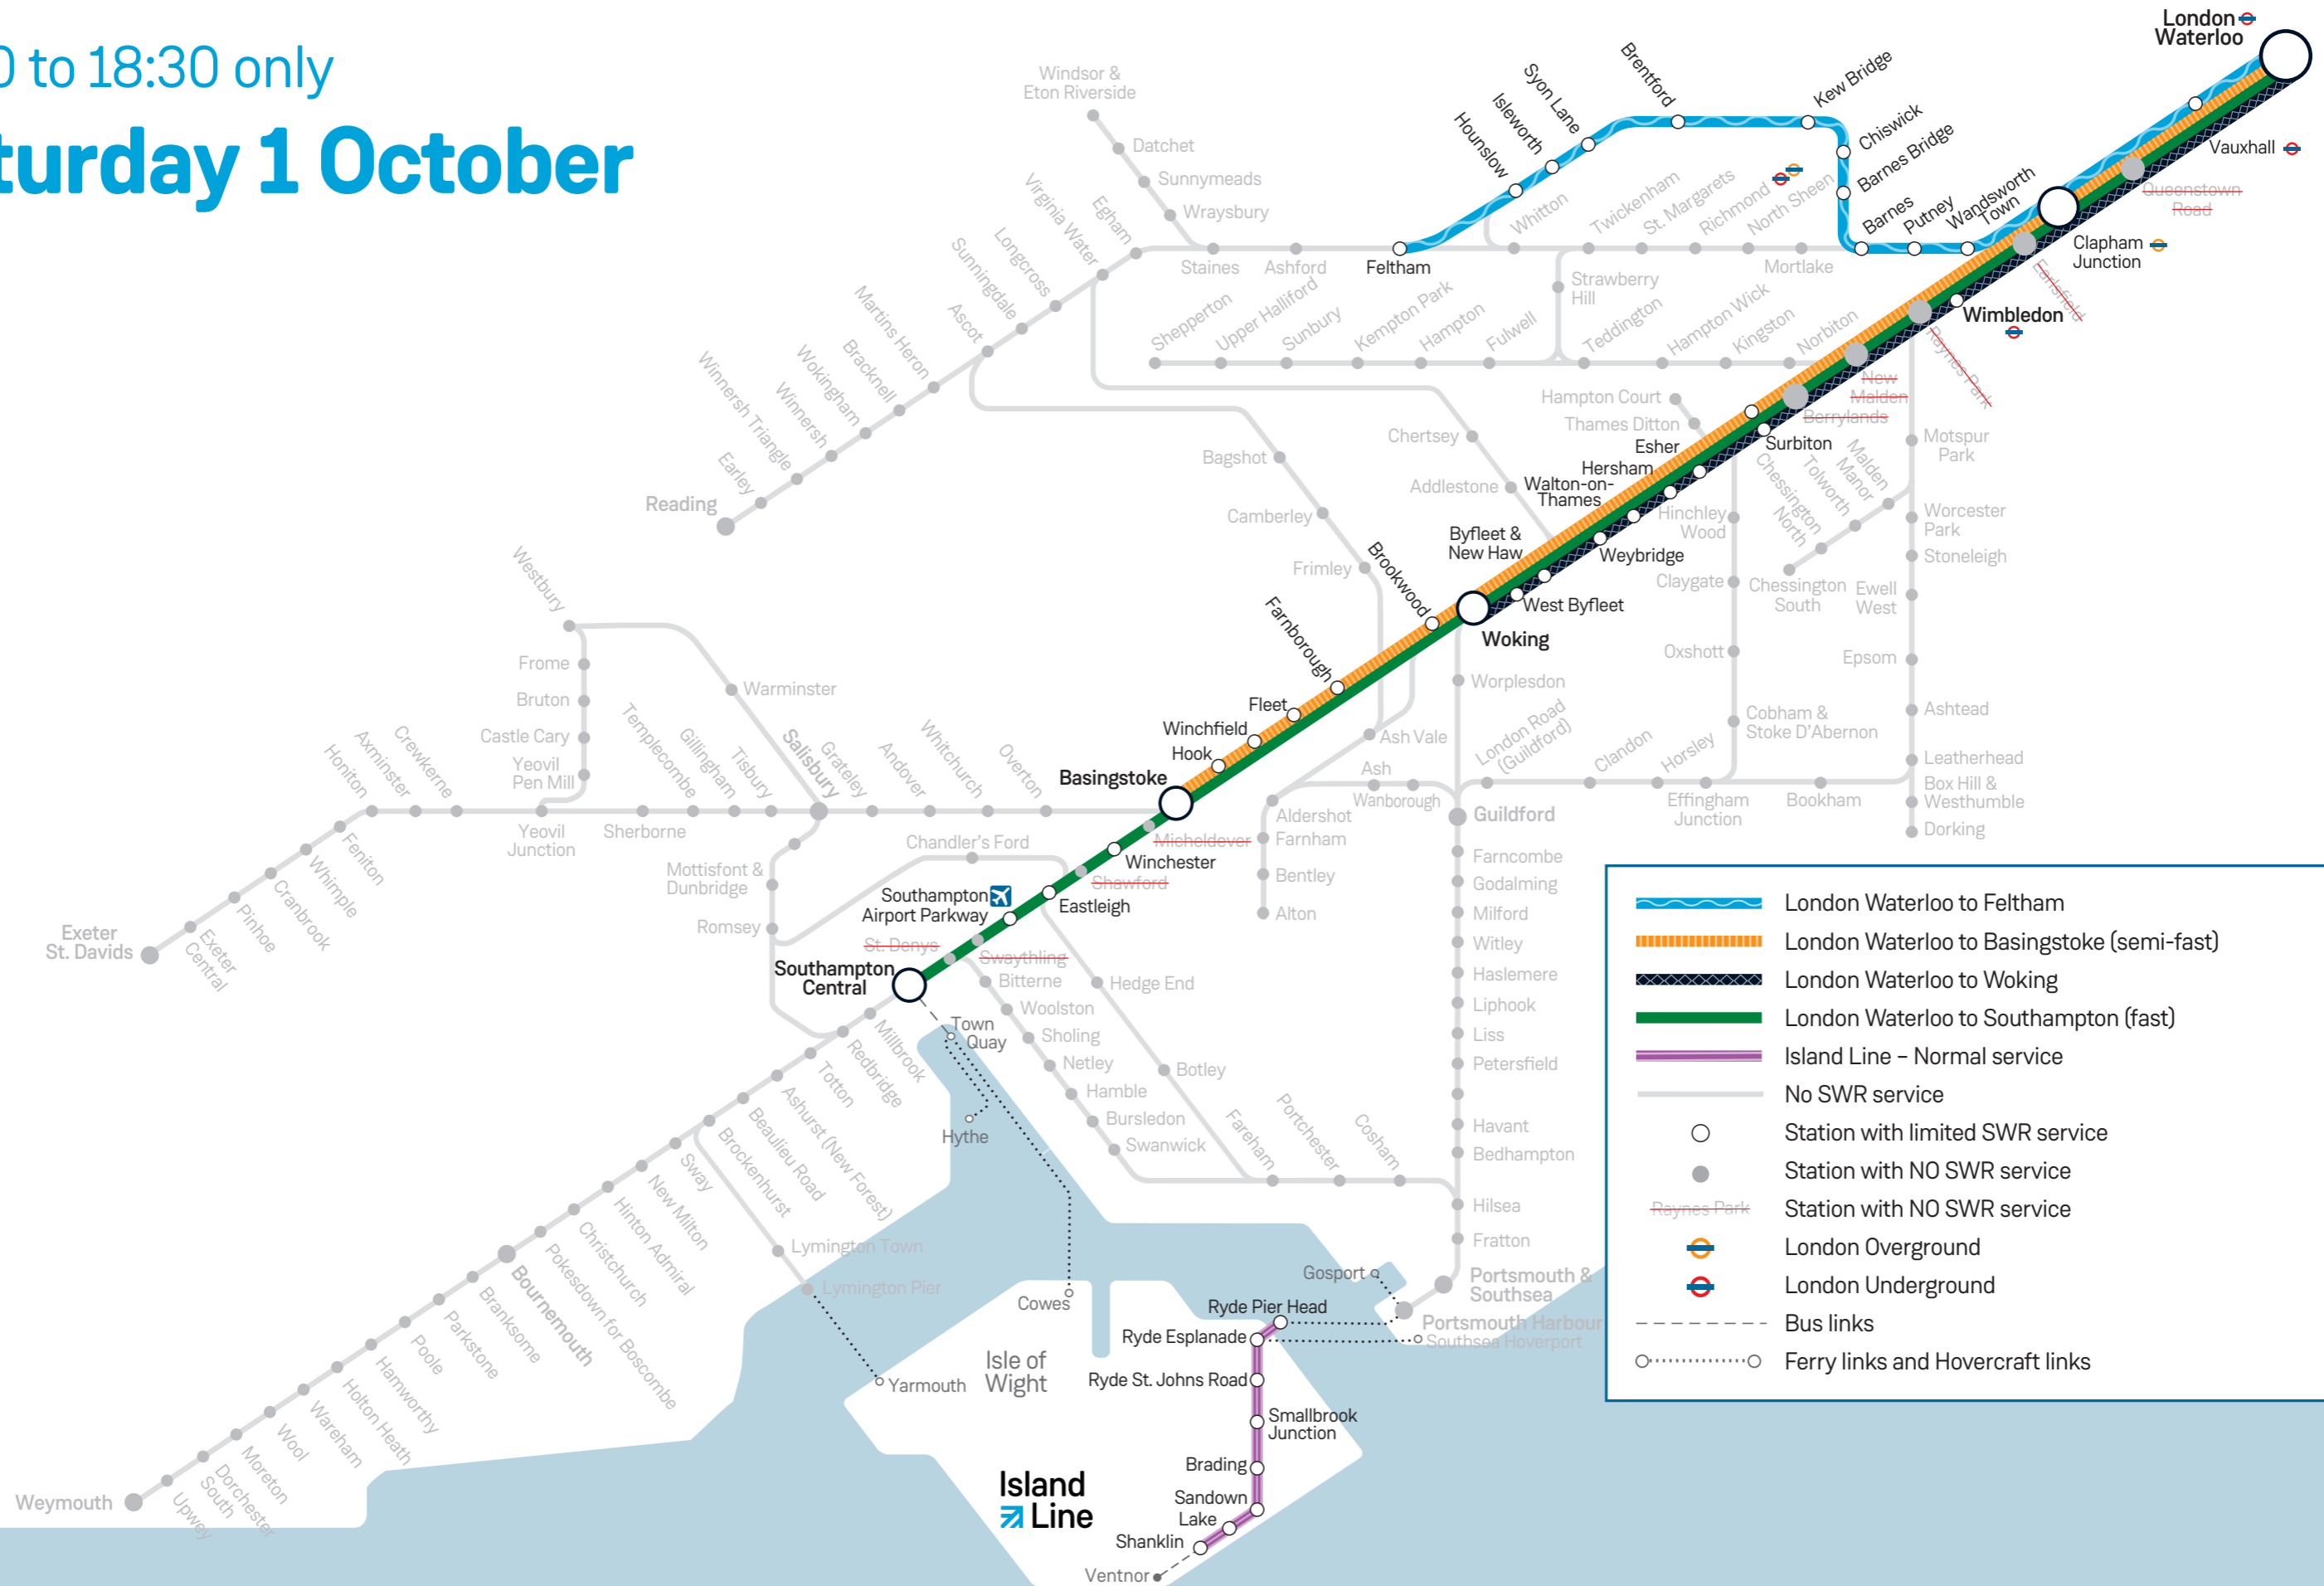 0 to 18:30 only
turday 1 October
London
Waterloo
Vauxhall
Queenstown
Road
Clapham
Junction
Earlsfield
Wimbledon
Raynes Park
New
Malden
Berrylands
Surbiton
Wandsworth
Town
Putney
Barnes
Barnes Bridge
Chiswick
Kew Bridge
Brentford
Syon Lane
Isleworth
Hounslow
Feltham
Whitton
Twickenham
St. Margarets
Richmond
North Sheen
Mortlake
Ashford
Staines
Windsor &
Eton Riverside
Datchet
Sunnymeads
Wraysbury
Egham
Virginia Water
Longcross
Sunningdale
Ascot
Martins Heron
Bracknell
Wokingham
Winnersh
Winnersh Triangle
Earley
Reading
Strawberry
Hill
Shepperton
Upper Halliford
Sunbury
Kempton Park
Hampton
Fulwell
Teddington
Hampton Wick
Kingston
Norbiton
Hampton Court
Thames Ditton
Esher
Hersham
Walton-on-
Thames
Weybridge
Byfleet &
New Haw
West Byfleet
Woking
Chertsey
Addlestone
Bagshot
Camberley
Frimley
Brookwood
Farnborough
Fleet
Winchfield
Hook
Basingstoke
Hinchley
Wood
Claygate
Oxshott
Cobham &
Stoke D'Abernon
Chessington
North
Tolworth
Malden
Manor
Chessington
South
Motspur
Park
Worcester
Park
Stoneleigh
Ewell
West
Epsom
Ashtead
Leatherhead
Box Hill &
Westhumble
Dorking
Bookham
Effingham
Junction
Horsley
Clandon
London Road
(Guildford)
Worplesdon
Ash Vale
Ash
Wanborough
Aldershot
Farnham
Bentley
Alton
Guildford
Farncombe
Godalming
Milford
Witley
Haslemere
Liphook
Liss
Petersfield
Havant
Bedhampton
Hilsea
Fratton
Portsmouth &
Southsea
Portsmouth Harbour
Southsea Hoverport
Gosport
Westbury
Frome
Bruton
Castle Cary
Yeovil
Pen Mill
Warminster
Salisbury
Grateley
Andover
Whitchurch
Overton
Tisbury
Gillingham
Templecombe
Sherborne
Yeovil
Junction
Crewkerne
Axminster
Honiton
Feniton
Whimple
Cranbrook
Pinhoe
Exeter
Central
Exeter
St. Davids
Mottisfont &
Dunbridge
Romsey
Chandler's Ford
Micheldever
Winchester
Shawford
Eastleigh
Southampton
Airport Parkway
Swaythling
St. Denys
Southampton
Central
Bitterne
Woolston
Sholing
Netley
Hamble
Bursledon
Swanwick
Hedge End
Botley
Fareham
Portchester
Cosham
Town
Quay
Hythe
Millbrook
Redbridge
Totton
Ashurst (New Forest)
Beaulieu Road
Brockenhurst
Sway
New Milton
Hinton Admiral
Christchurch
Pokesdown for Boscombe
Bournemouth
Branksome
Parkstone
Poole
Hamworthy
Holton Heath
Wareham
Wool
Moreton
Dorchester
South
Upwey
Weymouth
Lymington Town
Lymington Pier
Yarmouth
Cowes
Isle of
Wight
Ryde Pier Head
Ryde Esplanade
Ryde St. Johns Road
Smallbrook
Junction
Brading
Sandown
Lake
Shanklin
Ventnor
Island
Line
London Waterloo to Feltham
London Waterloo to Basingstoke (semi-fast)
London Waterloo to Woking
London Waterloo to Southampton (fast)
Island Line – Normal service
No SWR service
Station with limited SWR service
Station with NO SWR service
Raynes Park
Station with NO SWR service
London Overground
London Underground
Bus links
Ferry links and Hovercraft links